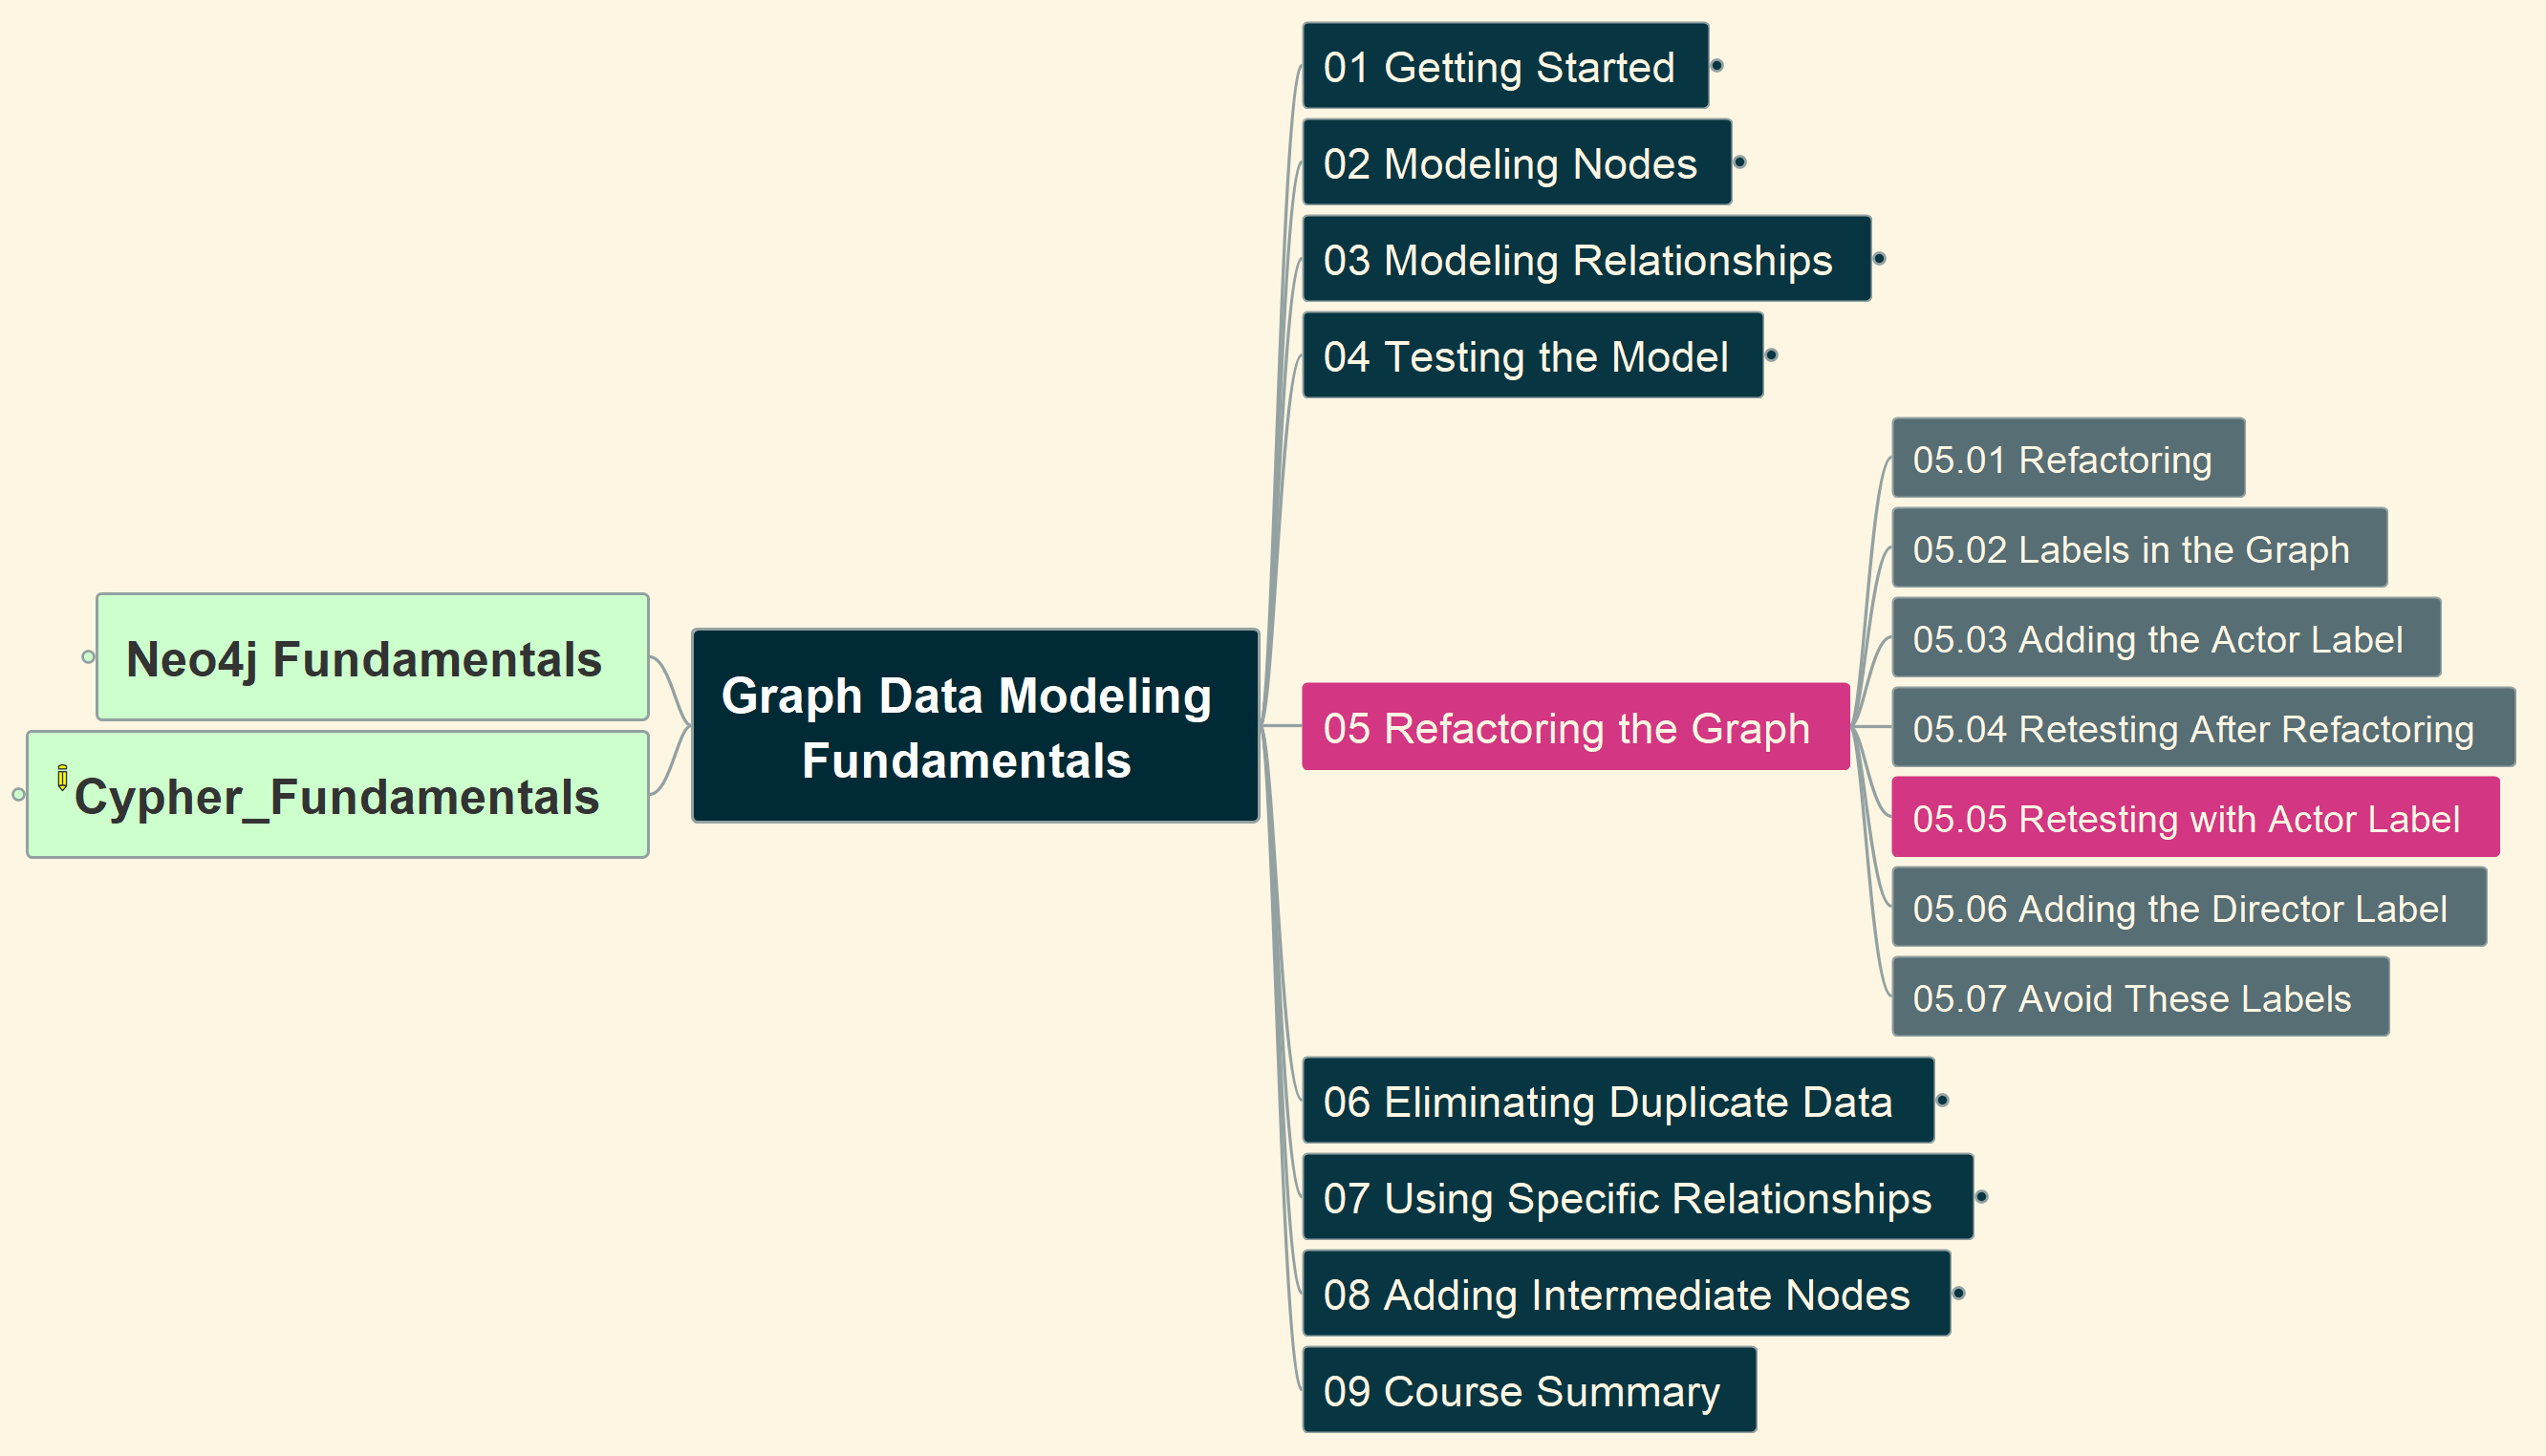 Neo4j Fundamentals
Cypher_Fundamentals
Graph Data Modeling
Fundamentals
01 Getting Started
02 Modeling Nodes
03 Modeling Relationships
04 Testing the Model
05 Refactoring the Graph
05.01 Refactoring
05.02 Labels in the Graph
05.03 Adding the Actor Label
05.04 Retesting After Refactoring
05.05 Retesting with Actor Label
05.06 Adding the Director Label
05.07 Avoid These Labels
06 Eliminating Duplicate Data
07 Using Specific Relationships
08 Adding Intermediate Nodes
09 Course Summary